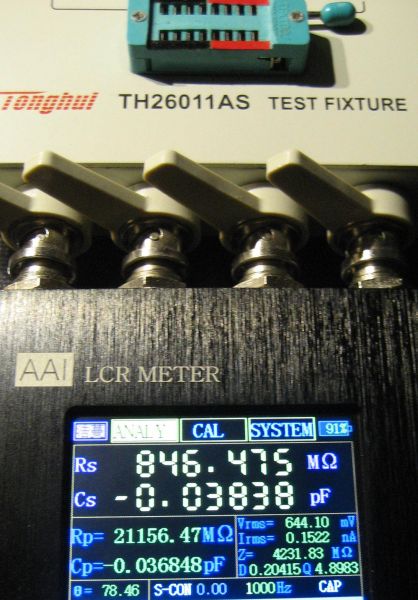 Tonghui TH26011AS TEST FIXTURE
AAI LCR METER
ANALY CAL SYSTEM 91%
Rs 846.475 MΩ
Cs -0.03838 pF
Rp= 21156.47MΩ
Cp=-0.036848pF
Vrms= 644.10 mV
Irms= 0.1522 nA
Z= 4231.83 MΩ
D 0.20415 Q 4.8983
θ= 78.46 S-CON 0.00 1000Hz CAP